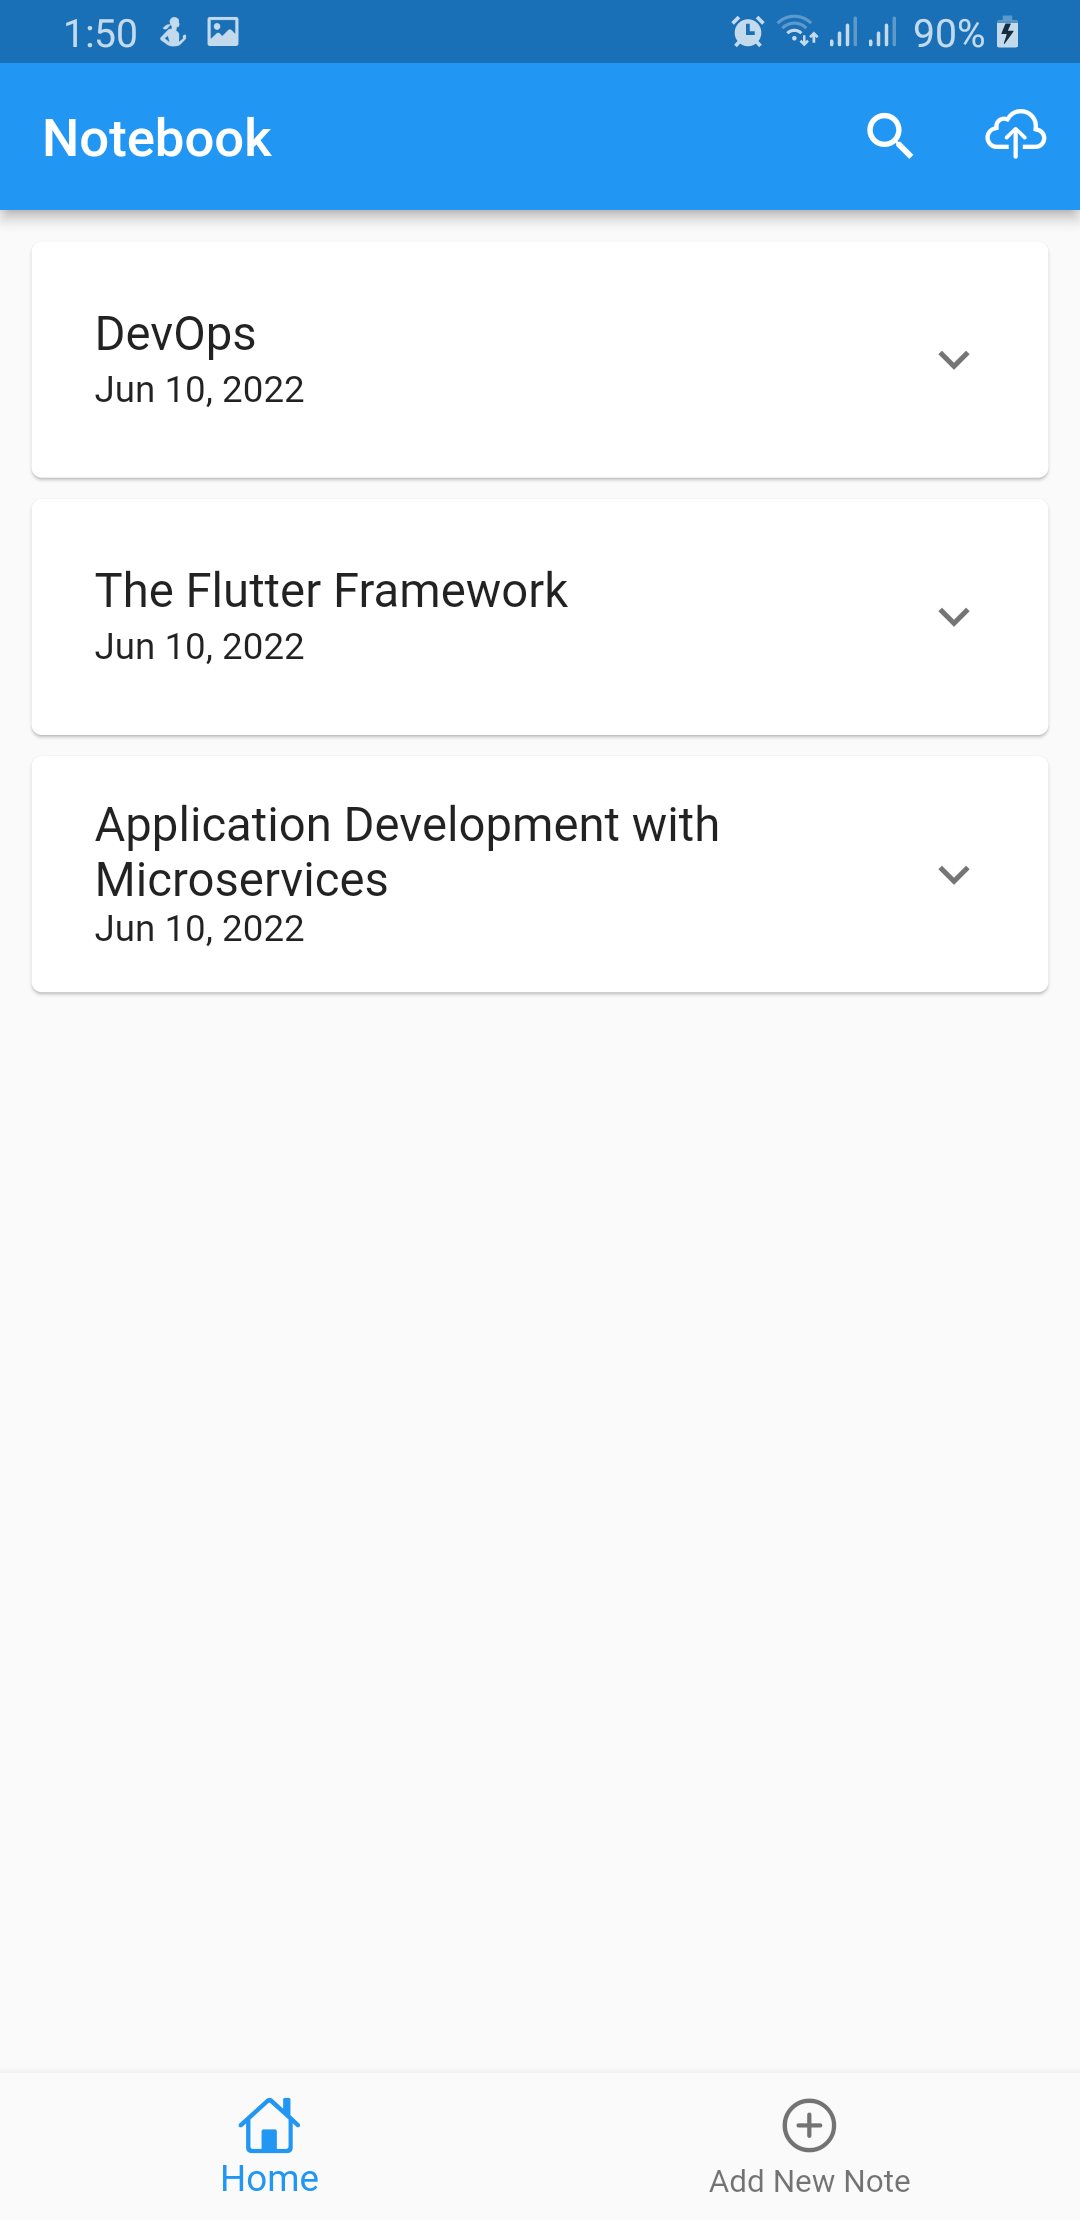 1:50
90%
Notebook
DevOps
Jun 10, 2022
The Flutter Framework
Jun 10, 2022
Application Development with
Microservices
Jun 10, 2022
Home
Add New Note